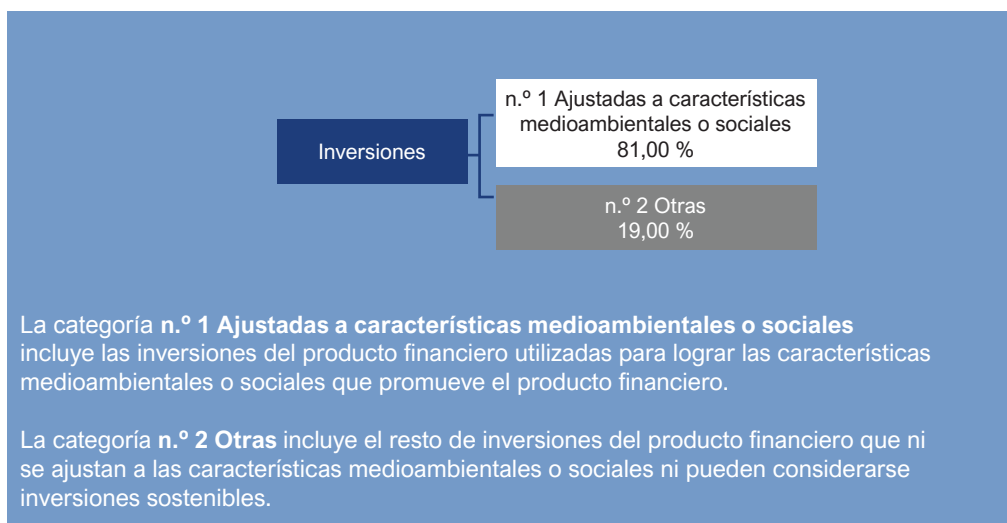 Inversiones
n.º 1 Ajustadas a características
medioambientales o sociales
81,00 %
n.º 2 Otras
19,00 %
La categoría n.º 1 Ajustadas a características medioambientales o sociales
incluye las inversiones del producto financiero utilizadas para lograr las características
medioambientales o sociales que promueve el producto financiero.
La categoría n.º 2 Otras incluye el resto de inversiones del producto financiero que ni
se ajustan a las características medioambientales o sociales ni pueden considerarse
inversiones sostenibles.